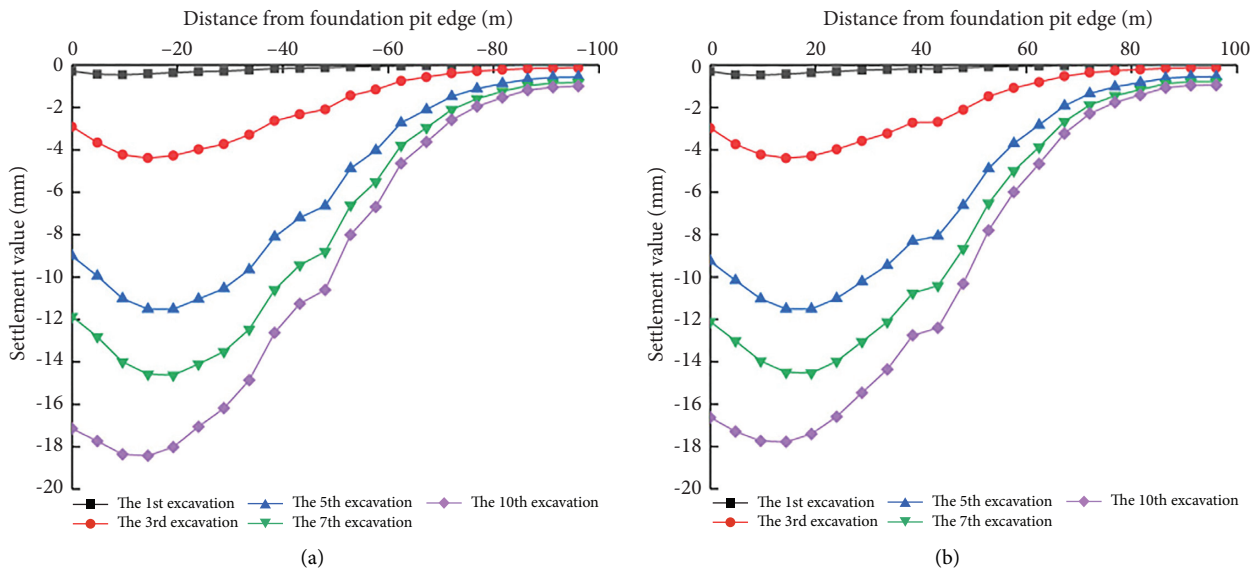 Distance from foundation pit edge (m)
0 –20 –40 –60 –80 –100
0
-2
-4
-6
-8
-10
-12
-14
-16
-18
-20
Settlement value (mm)
The 1st excavation
The 3rd excavation
The 5th excavation
The 7th excavation
The 10th excavation
(a)
Distance from foundation pit edge (m)
0 20 40 60 80 100
0
-2
-4
-6
-8
-10
-12
-14
-16
-18
-20
Settlement value (mm)
The 1st excavation
The 3rd excavation
The 5th excavation
The 7th excavation
The 10th excavation
(b)